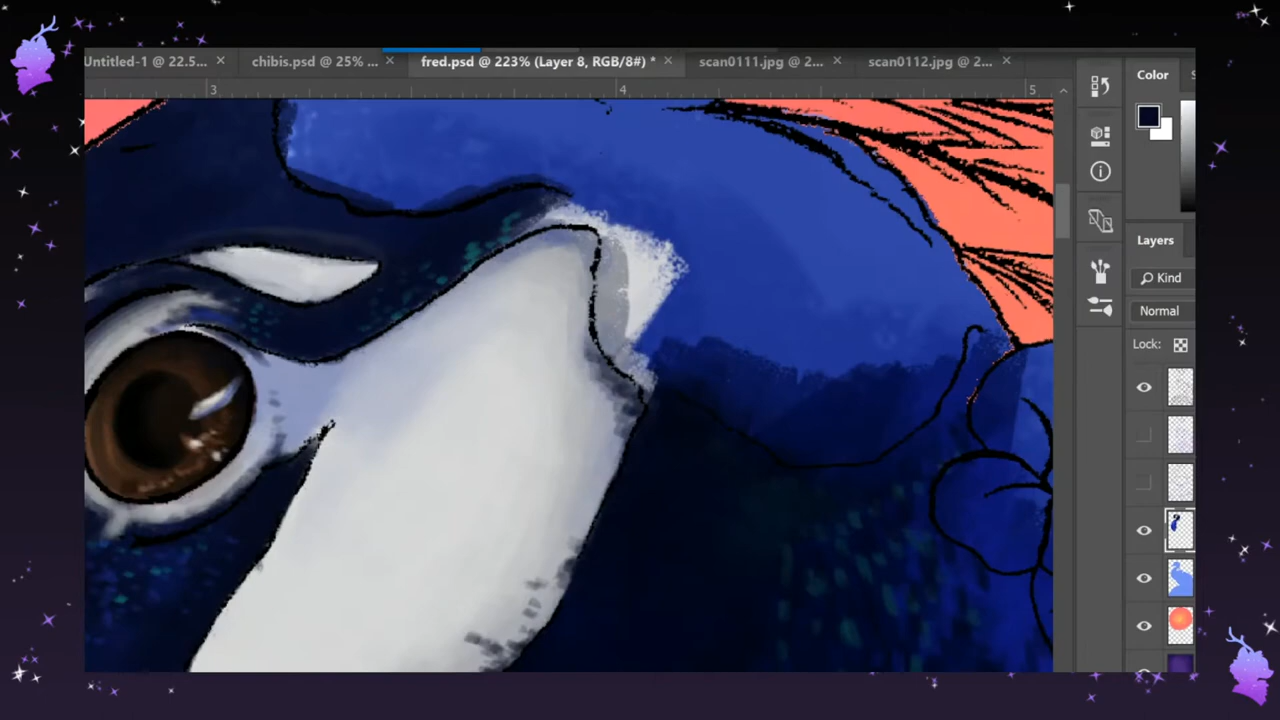 Untitled-1 @ 22.5... × chibis.psd @ 25% ... × fred.psd @ 223% (Layer 8, RGB/8#) * × scan0111.jpg @ 2... × scan0112.jpg @ 2... ×
3 4 5
Color
Layers
Kind
Normal
Lock: